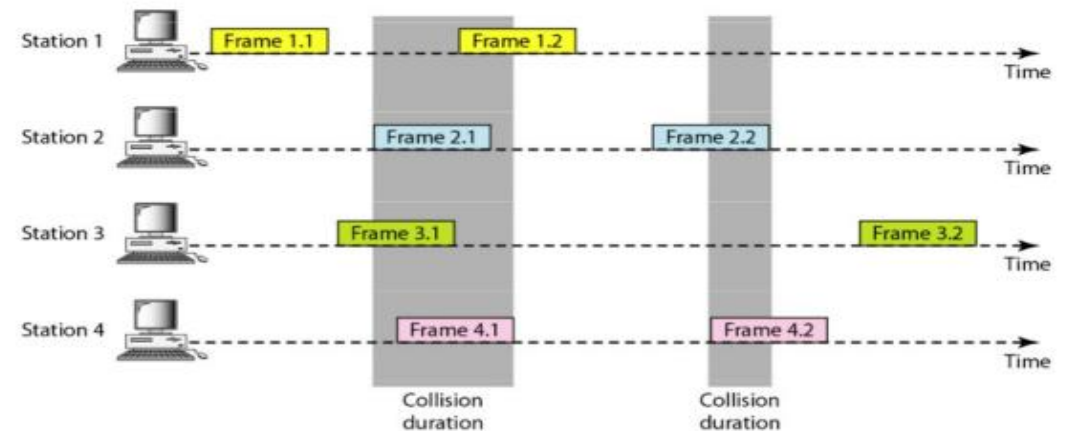 Station 1
Frame 1.1
Frame 1.2
Time
Station 2
Frame 2.1
Frame 2.2
Time
Station 3
Frame 3.1
Frame 3.2
Time
Station 4
Frame 4.1
Frame 4.2
Time
Collision
duration
Collision
duration